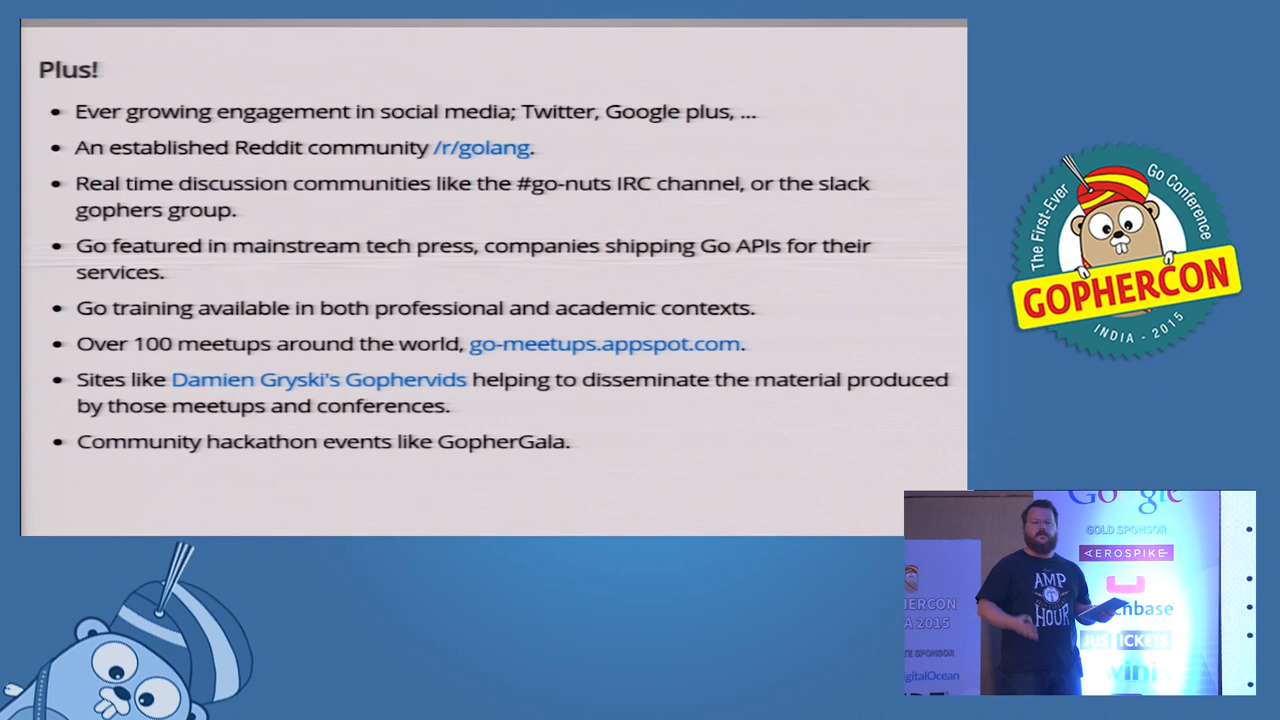 Plus!
Ever growing engagement in social media; Twitter, Google plus, ...
An established Reddit community /r/golang.
Real time discussion communities like the #go-nuts IRC channel, or the slack
gophers group.
Go featured in mainstream tech press, companies shipping Go APIs for their
services.
Go training available in both professional and academic contexts.
Over 100 meetups around the world, go-meetups.appspot.com.
Sites like Damien Gryski's Gophervids helping to disseminate the material produced
by those meetups and conferences.
Community hackathon events like GopherGala.
The First-Ever
Go Conference
GOPHERCON
INDIA - 2015
Google
GOLD SPONSOR
AEROSPIKE
THE AMP HOUR